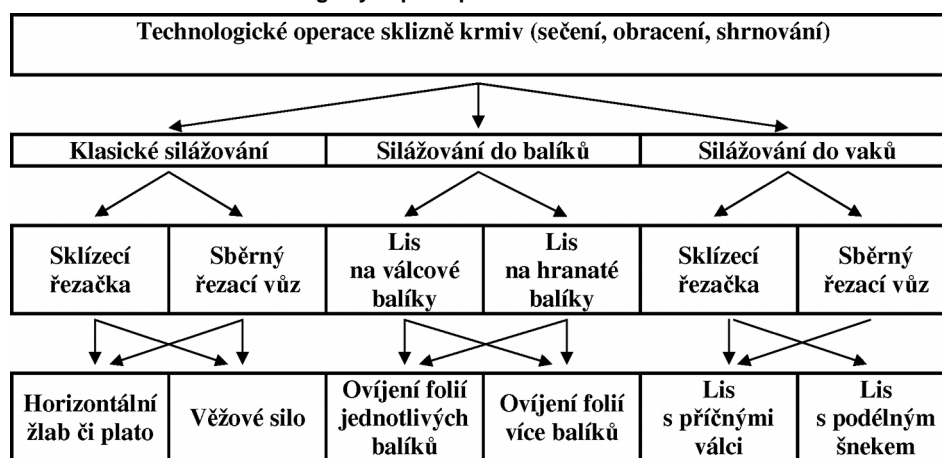 Technologické operace sklizně krmiv (sečení, obracení, shrnování)
Klasické silážování
Silážování do balíků
Silážování do vaků
Sklízecí
řezačka
Sběrný
řezací vůz
Lis
na válcové
balíky
Lis
na hranaté
balíky
Sklízecí
řezačka
Sběrný
řezací vůz
Horizontální
žlab či plato
Věžové silo
Ovíjení folií
jednotlivých
balíků
Ovíjení folií
více balíků
Lis
s příčnými
válci
Lis
s podélným
šnekem